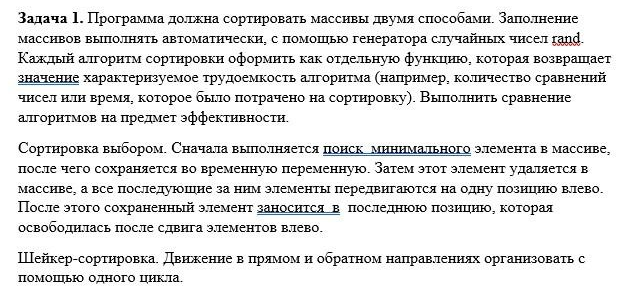 Задача 1. Программа должна сортировать массивы двумя способами. Заполнение
массивов выполнять автоматически, с помощью генератора случайных чисел rand.
Каждый алгоритм сортировки оформить как отдельную функцию, которая возвращает
значение характеризуемое трудоемкость алгоритма (например, количество сравнений
чисел или время, которое было потрачено на сортировку). Выполнить сравнение
алгоритмов на предмет эффективности.
Сортировка выбором. Сначала выполняется поиск минимального элемента в массиве,
после чего сохраняется во временную переменную. Затем этот элемент удаляется в
массиве, а все последующие за ним элементы передвигаются на одну позицию влево.
После этого сохраненный элемент заносится в последнюю позицию, которая
освободилась после сдвига элементов влево.
Шейкер-сортировка. Движение в прямом и обратном направлениях организовать с
помощью одного цикла.